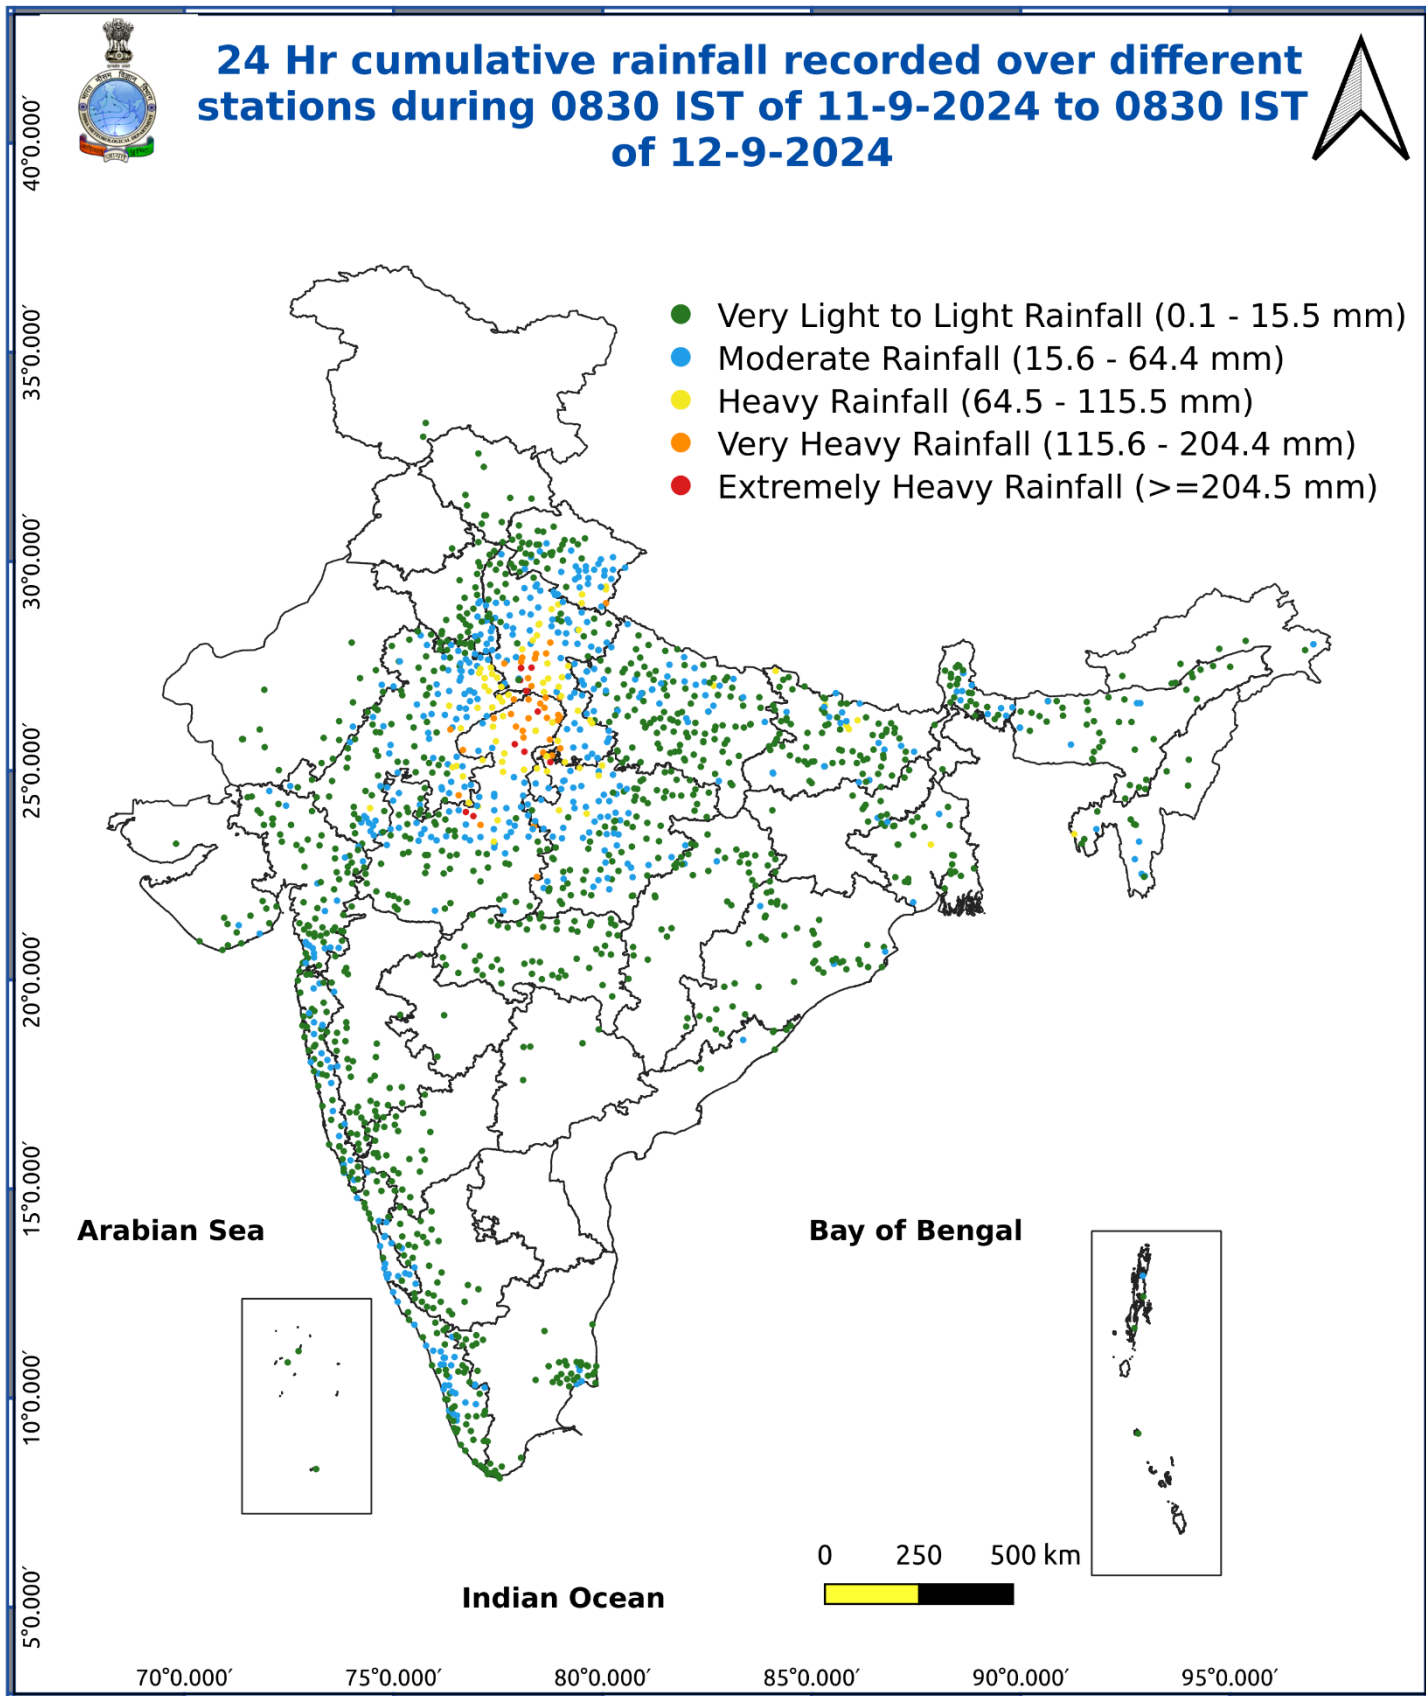 24 Hr cumulative rainfall recorded over different
stations during 0830 IST of 11-9-2024 to 0830 IST
of 12-9-2024
Very Light to Light Rainfall (0.1 - 15.5 mm)
Moderate Rainfall (15.6 - 64.4 mm)
Heavy Rainfall (64.5 - 115.5 mm)
Very Heavy Rainfall (115.6 - 204.4 mm)
Extremely Heavy Rainfall (>=204.5 mm)
40°0.000′
35°0.000′
30°0.000′
25°0.000′
20°0.000′
15°0.000′
10°0.000′
5°0.000′
Arabian Sea
Bay of Bengal
Indian Ocean
0 250 500 km
70°0.000′ 75°0.000′ 80°0.000′ 85°0.000′ 90°0.000′ 95°0.000′